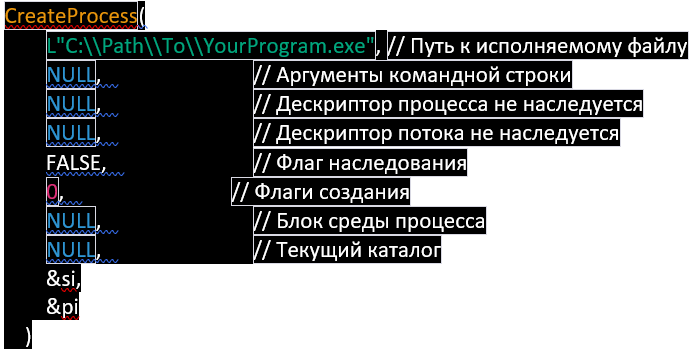 CreateProcess(
L"C:\\Path\\To\\YourProgram.exe", // Путь к исполняемому файлу
NULL, // Аргументы командной строки
NULL, // Дескриптор процесса не наследуется
NULL, // Дескриптор потока не наследуется
FALSE, // Флаг наследования
0, // Флаги создания
NULL, // Блок среды процесса
NULL, // Текущий каталог
&si,
&pi
)